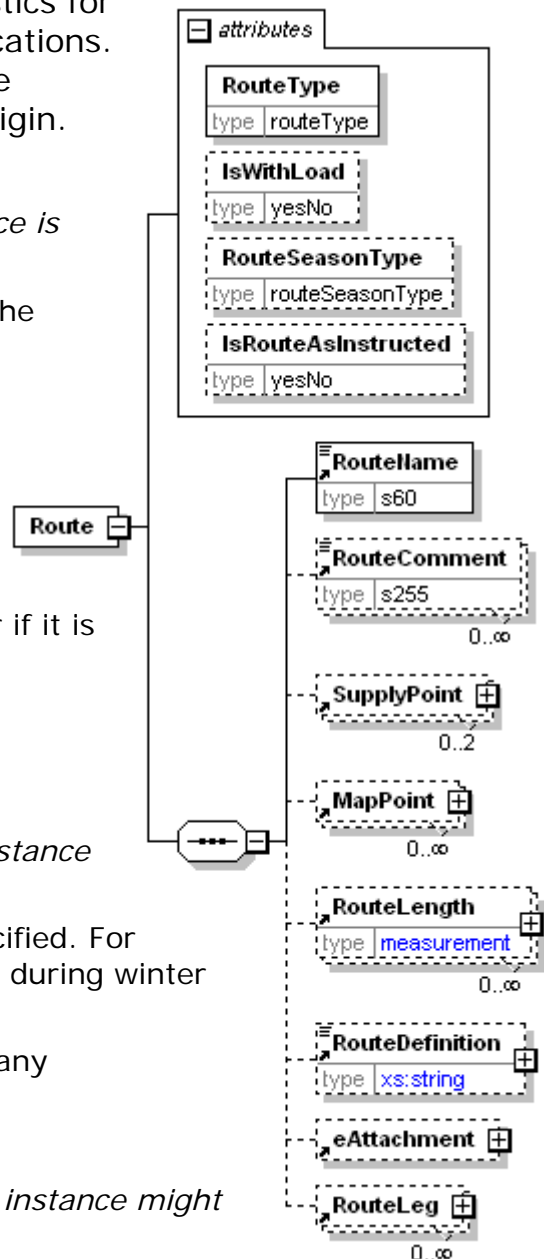 stics for
cations.
e
igin.
ce is
he
if it is
stance
cified. For
during winter
any
instance might
attributes
RouteType
type routeType
IsWithLoad
type yesNo
RouteSeasonType
type routeSeasonType
IsRouteAsInstructed
type yesNo
Route
RouteName
type s60
RouteComment
type s255
0..∞
SupplyPoint
0..2
MapPoint
0..∞
RouteLength
type measurement
0..∞
RouteDefinition
type xs:string
eAttachment
RouteLeg
0..∞